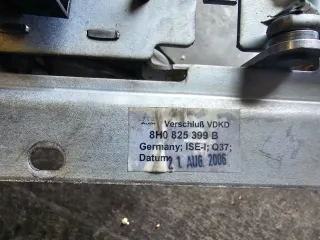 Verschluß VDKD
8H0 825 399 B
Germany; ISE-I; Q37;
Datum: 21. AUG. 2006